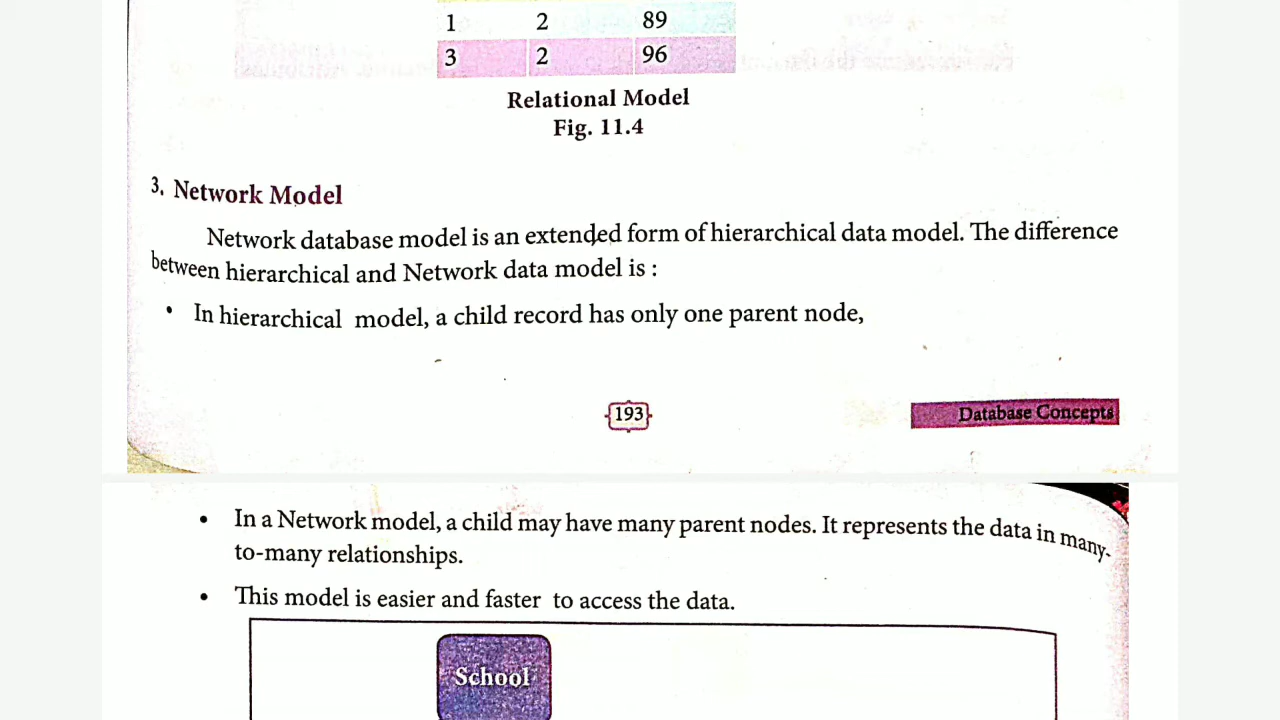 1 2 89
3 2 96
Relational Model
Fig. 11.4
3. Network Model
Network database model is an extended form of hierarchical data model. The difference
between hierarchical and Network data model is :
• In hierarchical model, a child record has only one parent node,
193
Database Concepts
• In a Network model, a child may have many parent nodes. It represents the data in many-
to-many relationships.
• This model is easier and faster to access the data.
School